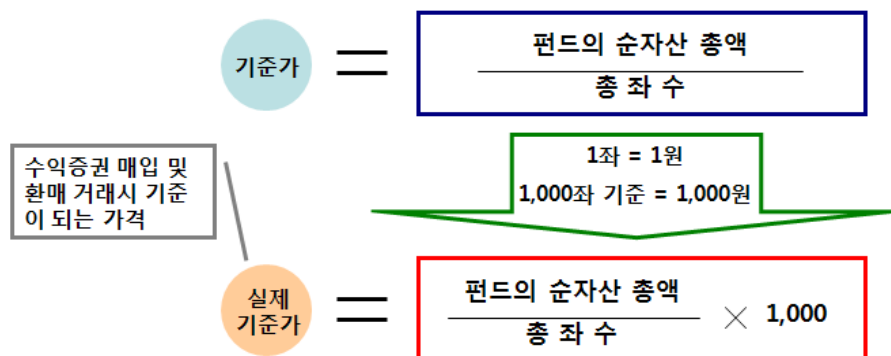 기준가
펀드의 순자산 총액
총 좌 수
수익증권 매입 및
환매 거래시 기준
이 되는 가격
1좌 = 1원
1,000좌 기준 = 1,000원
실제
기준가
펀드의 순자산 총액
총 좌 수
× 1,000